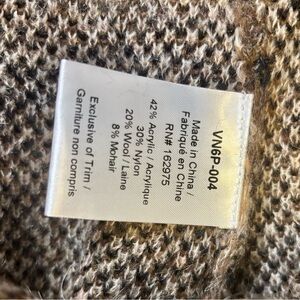 VN6P-004
Made in China /
Fabriqué en Chine
RN# 162975
42% Acrylic / Acrylique
30% Nylon
20% Wool / Laine
8% Mohair
Exclusive of Trim /
Garniture non compris